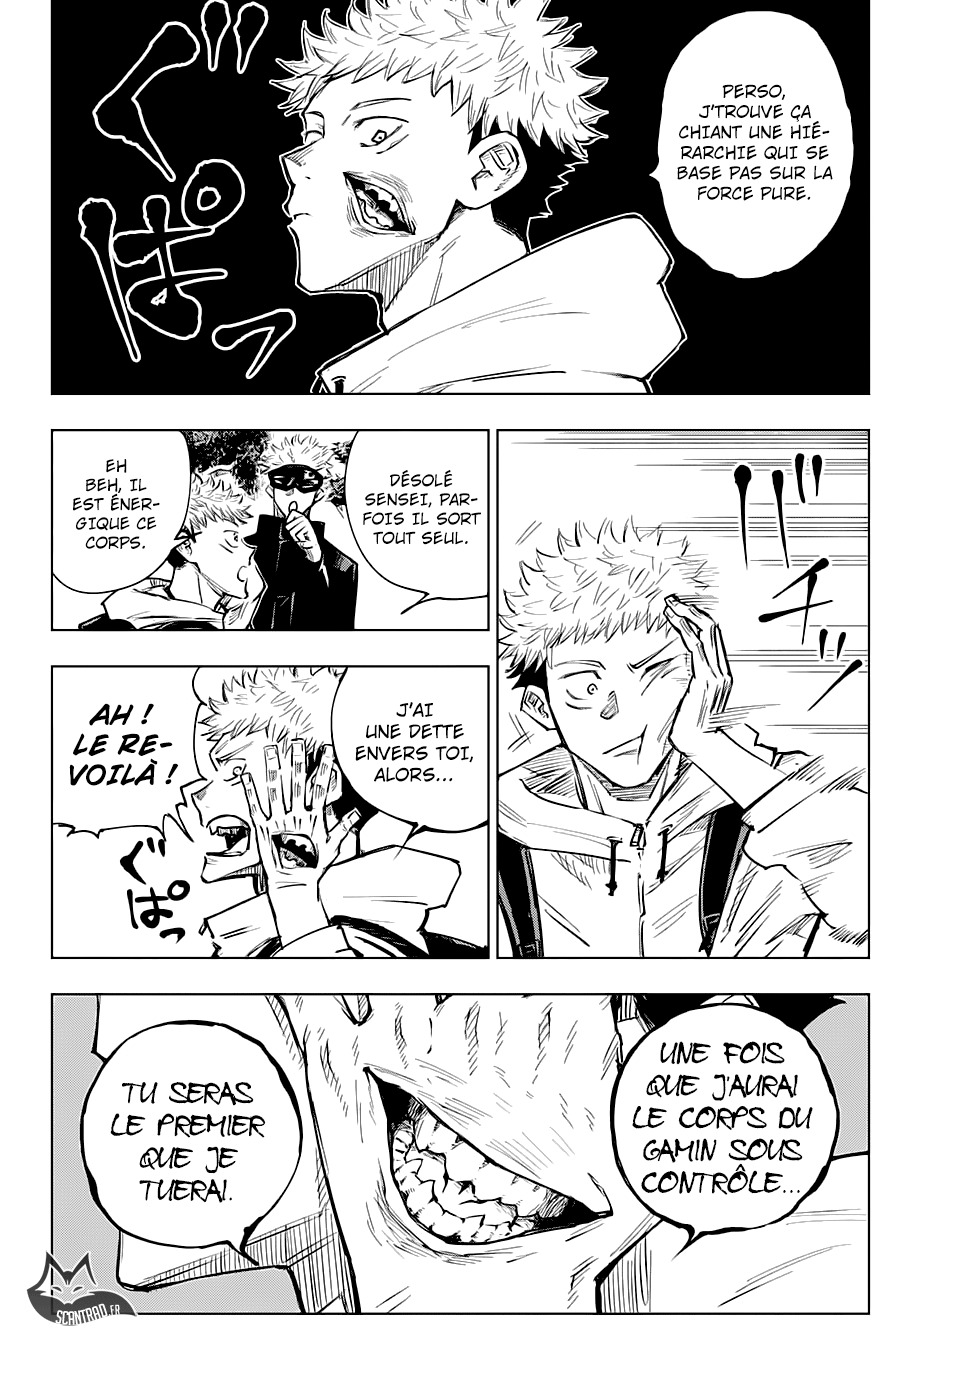 PERSO,
J'TROUVE ÇA
CHIANT UNE HIÉ-
RARCHIE QUI SE
BASE PAS SUR LA
FORCE PURE.
ぐ゛
ぱっ
バチ
DÉSOLÉ
SENSEI, PAR-
FOIS IL SORT
TOUT SEUL.
EH
BEH, IL
EST ÉNER-
GIQUE CE
CORPS.
J'AI
UNE DETTE
ENVERS TOI,
ALORS...
AH !
LE RE-
VOILÀ !
ぐ゛
ぱっ
UNE FOIS
QUE J'AURAI
LE CORPS DU
GAMIN SOUS
CONTRÔLE...
TU SERAS
LE PREMIER
QUE JE
TUERAI.
SCANTRAD.FR